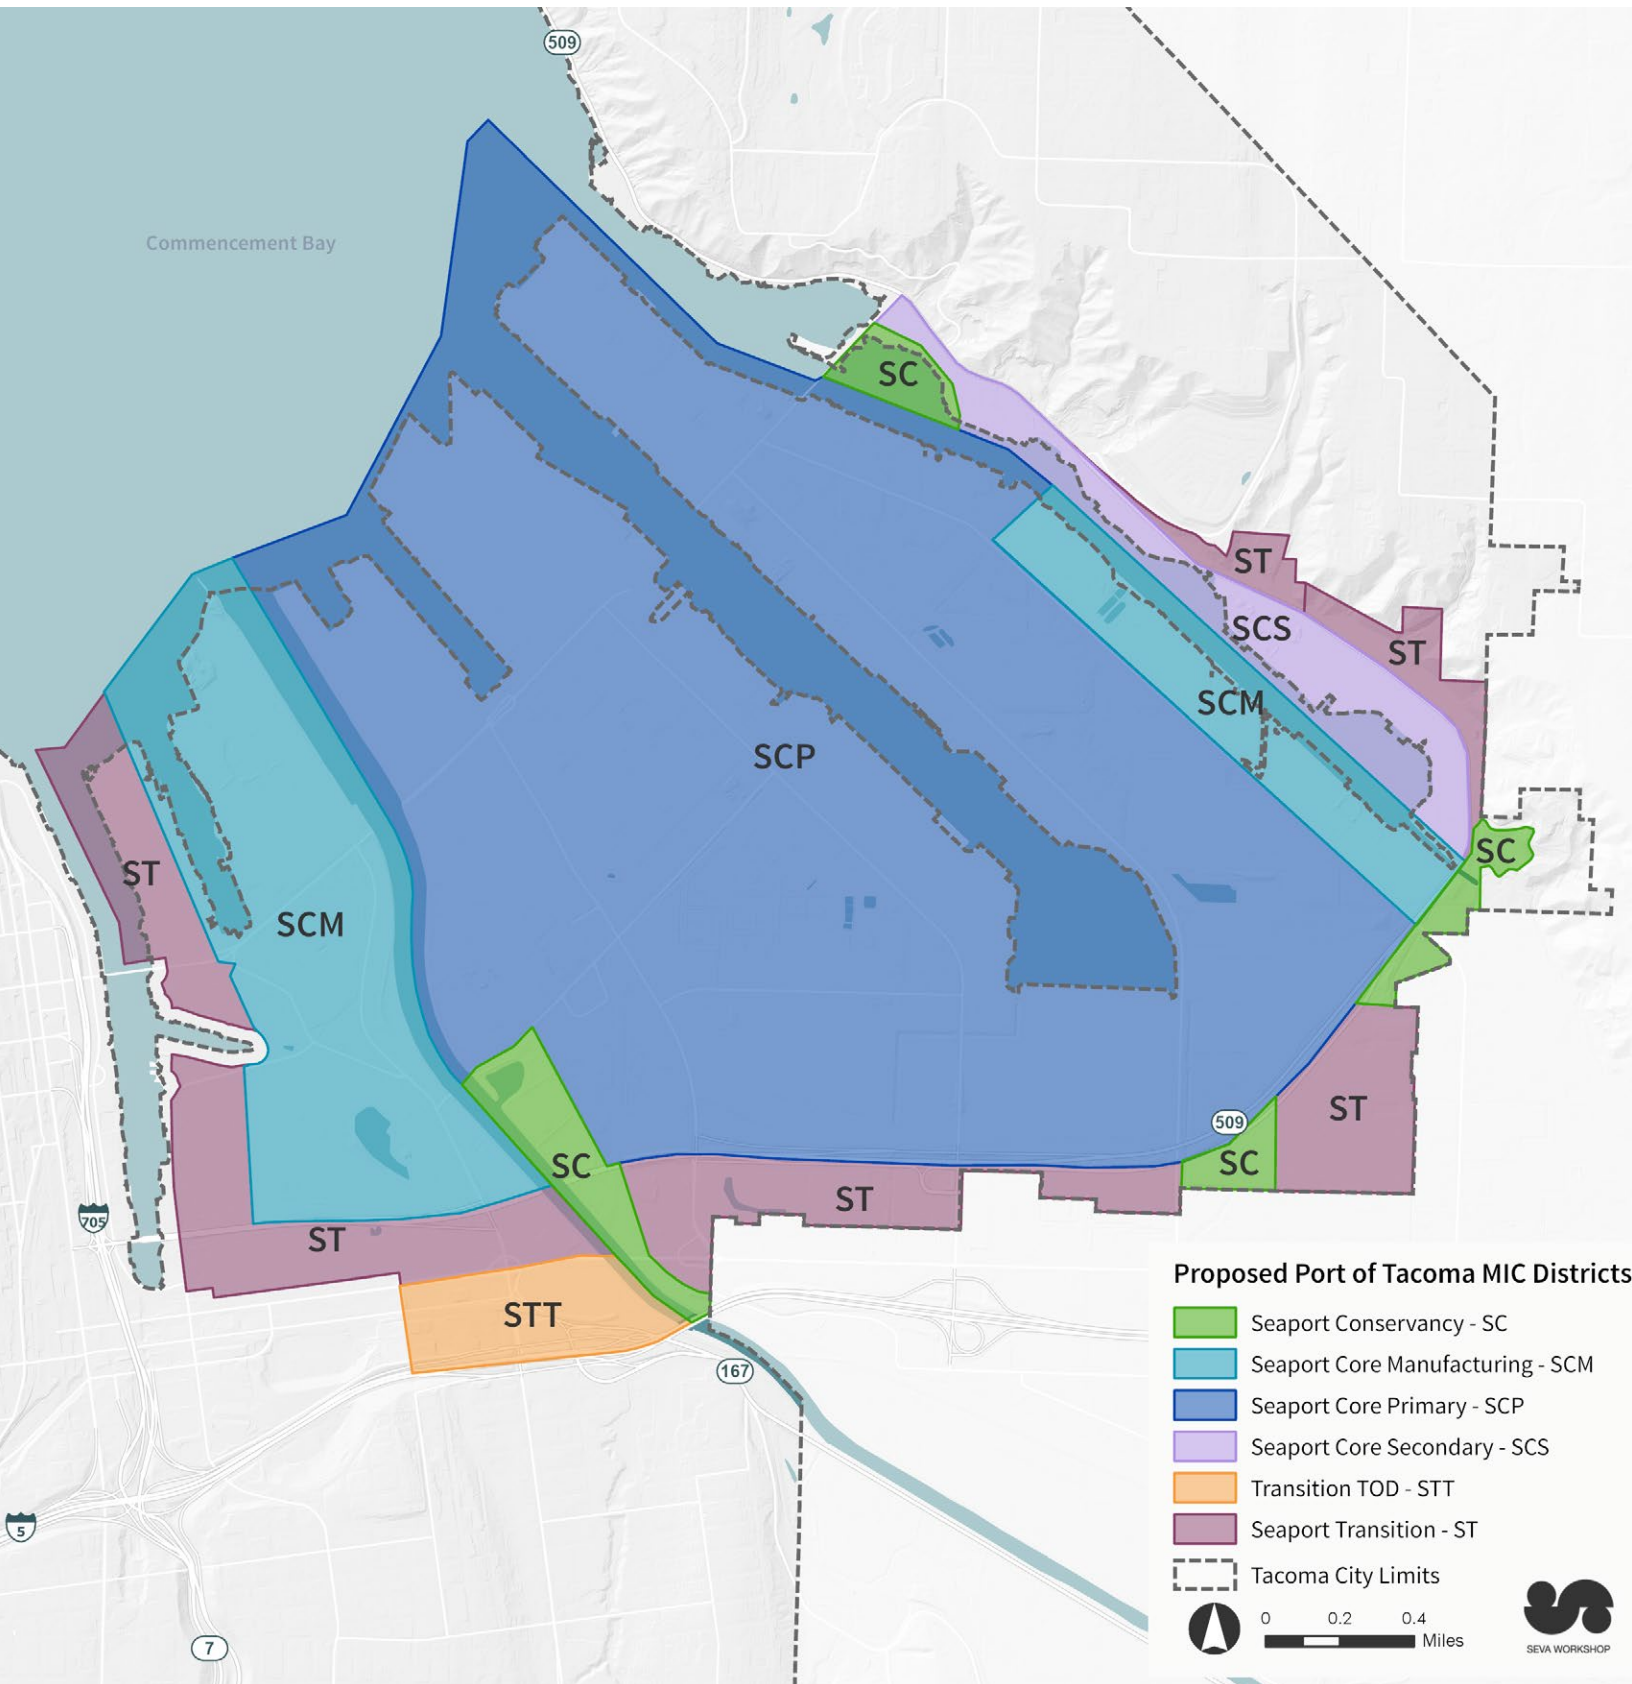 509
Commencement Bay
SC
ST
SCS
ST
SCM
SCP
SC
ST
SCM
ST
509
SC
SC
ST
705
ST
STT
167
5
7
Proposed Port of Tacoma MIC Districts
Seaport Conservancy - SC
Seaport Core Manufacturing - SCM
Seaport Core Primary - SCP
Seaport Core Secondary - SCS
Transition TOD - STT
Seaport Transition - ST
Tacoma City Limits
0 0.2 0.4
Miles
SEVA WORKSHOP